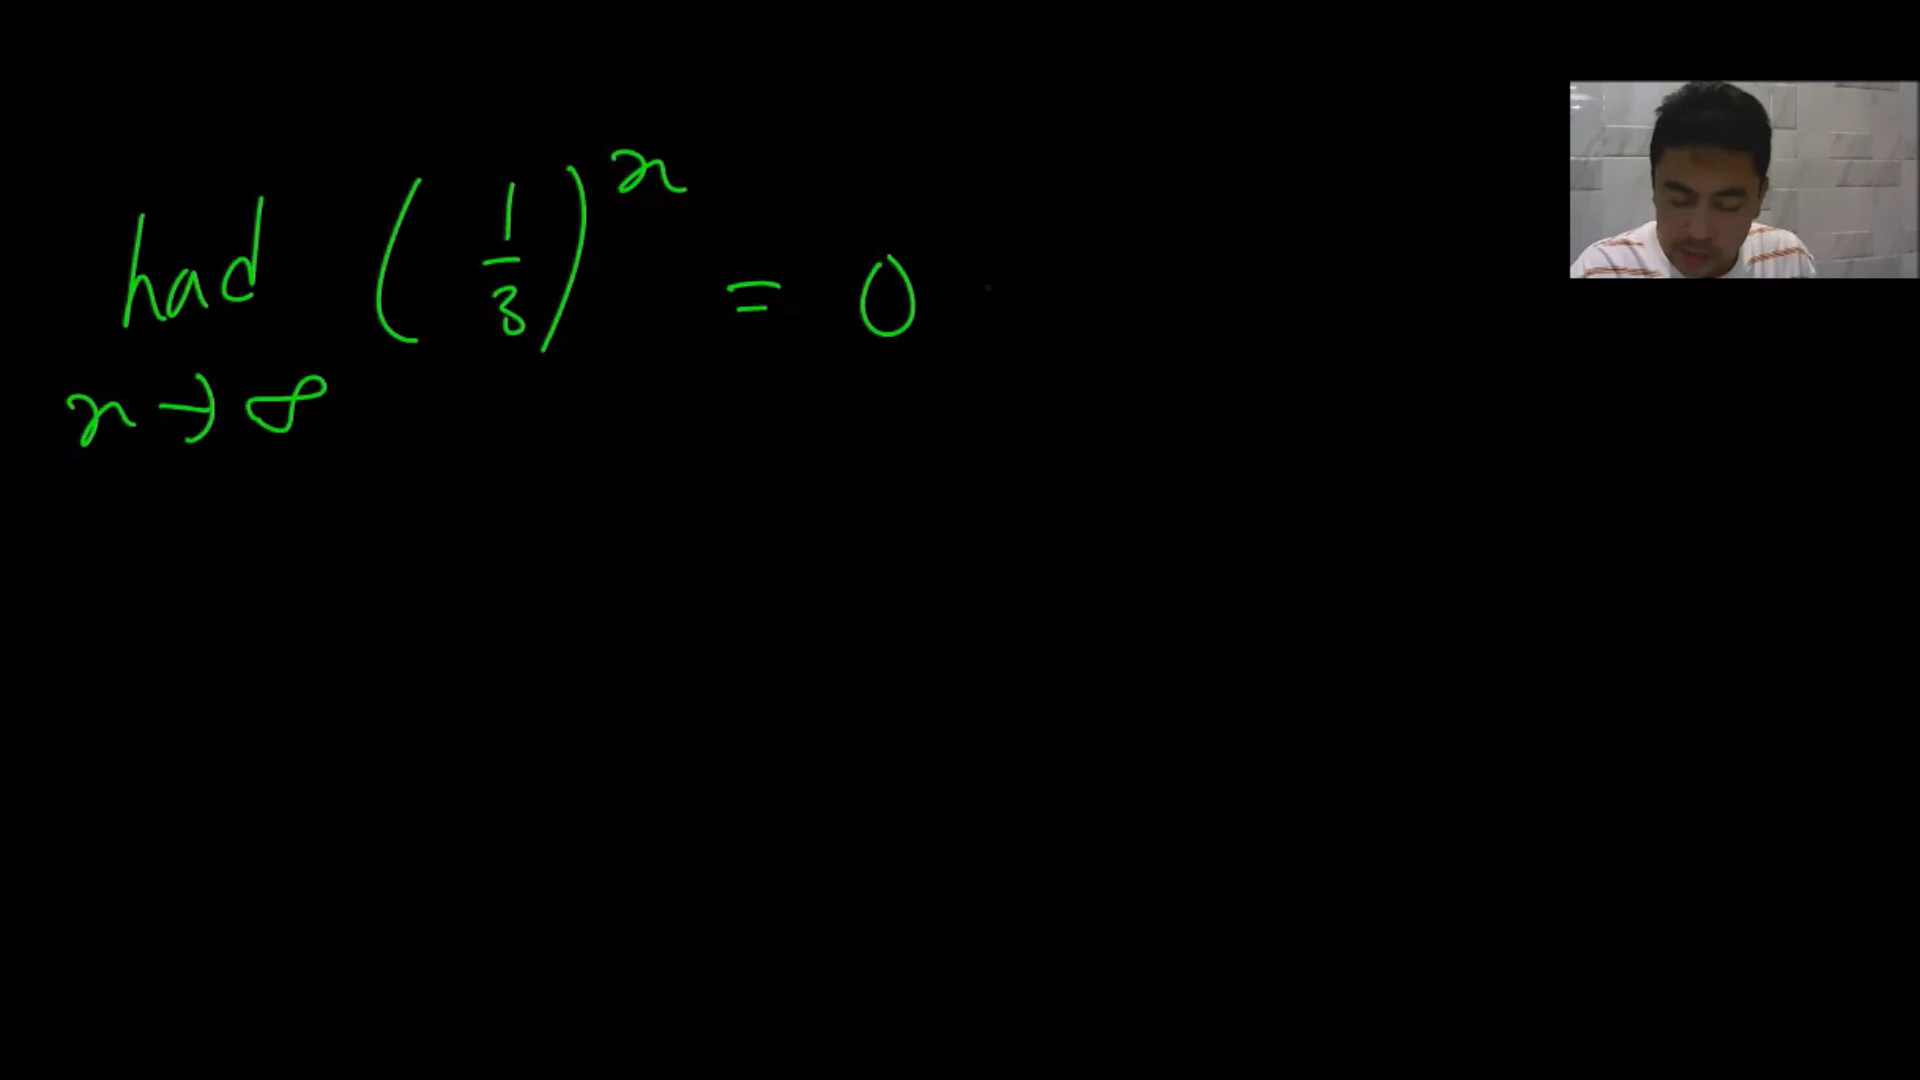 had (1/3)^x = 0
x → ∞